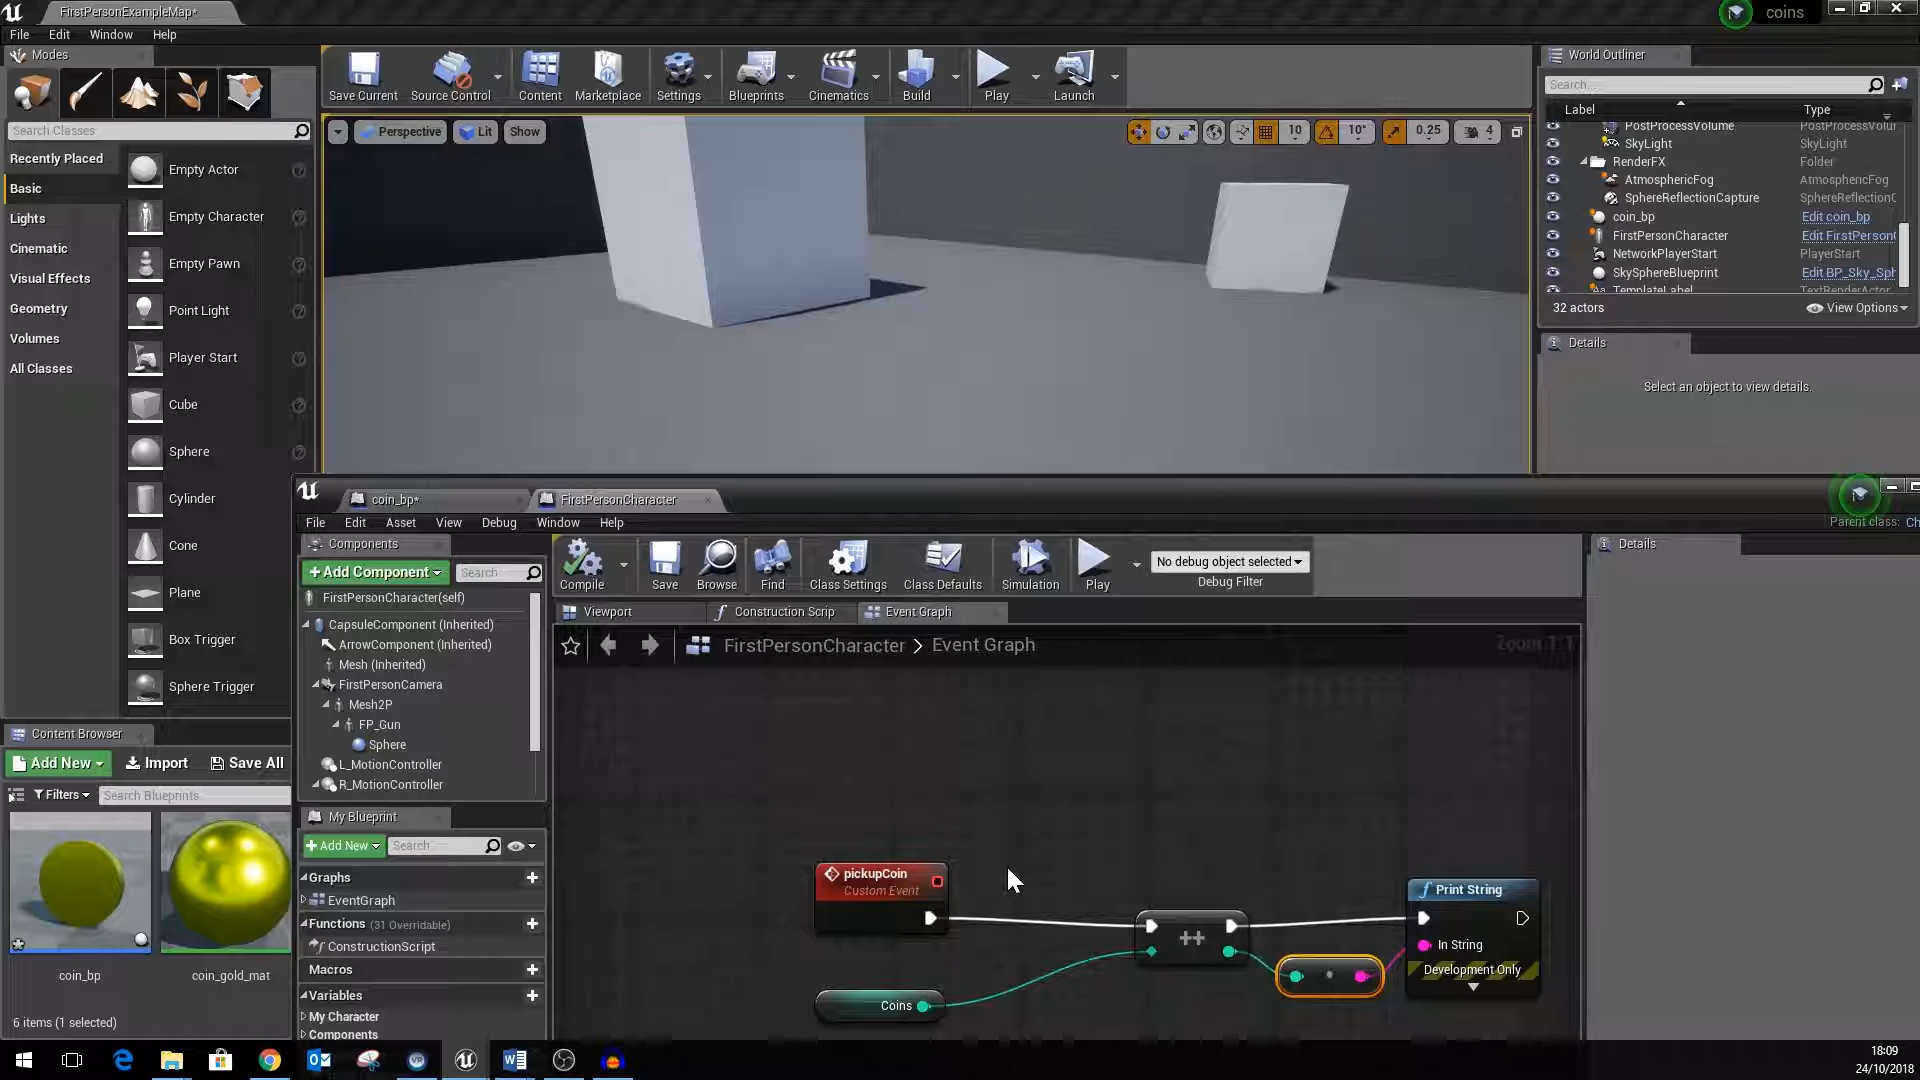 FirstPersonExampleMap*
coins
File Edit Window Help
Modes
Search Classes
Recently Placed
Basic
Lights
Cinematic
Visual Effects
Geometry
Volumes
All Classes
Empty Actor
Empty Character
Empty Pawn
Point Light
Player Start
Cube
Sphere
Cylinder
Cone
Plane
Box Trigger
Sphere Trigger
Save Current Source Control Content Marketplace Settings Blueprints Cinematics Build Play Launch
Perspective Lit Show
10 10° 0.25 4
World Outliner
Search...
Label Type
PostProcessVolume PostProcessVolur
SkyLight SkyLight
RenderFX Folder
AtmosphericFog AtmosphericFog
SphereReflectionCapture SphereReflectionC
coin_bp Edit coin_bp
FirstPersonCharacter Edit FirstPersonC
NetworkPlayerStart PlayerStart
SkySphereBlueprint Edit BP_Sky_Sph
TemplateLabel TextRenderActor
32 actors View Options
Details
Select an object to view details.
coin_bp* FirstPersonCharacter
File Edit Asset View Debug Window Help
Parent class: Ch
Components
+Add Component Search
FirstPersonCharacter(self)
CapsuleComponent (Inherited)
ArrowComponent (Inherited)
Mesh (Inherited)
FirstPersonCamera
Mesh2P
FP_Gun
Sphere
L_MotionController
R_MotionController
Compile Save Browse Find Class Settings Class Defaults Simulation Play
No debug object selected
Debug Filter
Viewport Construction Scrip Event Graph
FirstPersonCharacter > Event Graph
Zoom 1:1
Details
My Blueprint
+Add New Search
Graphs
EventGraph
Functions (31 Overridable)
ConstructionScript
Macros
Variables
My Character
Components
pickupCoin
Custom Event
Coins
++
Print String
In String
Development Only
Content Browser
Add New Import Save All
Filters Search Blueprints
coin_bp
coin_gold_mat
6 items (1 selected)
18:09
24/10/2018